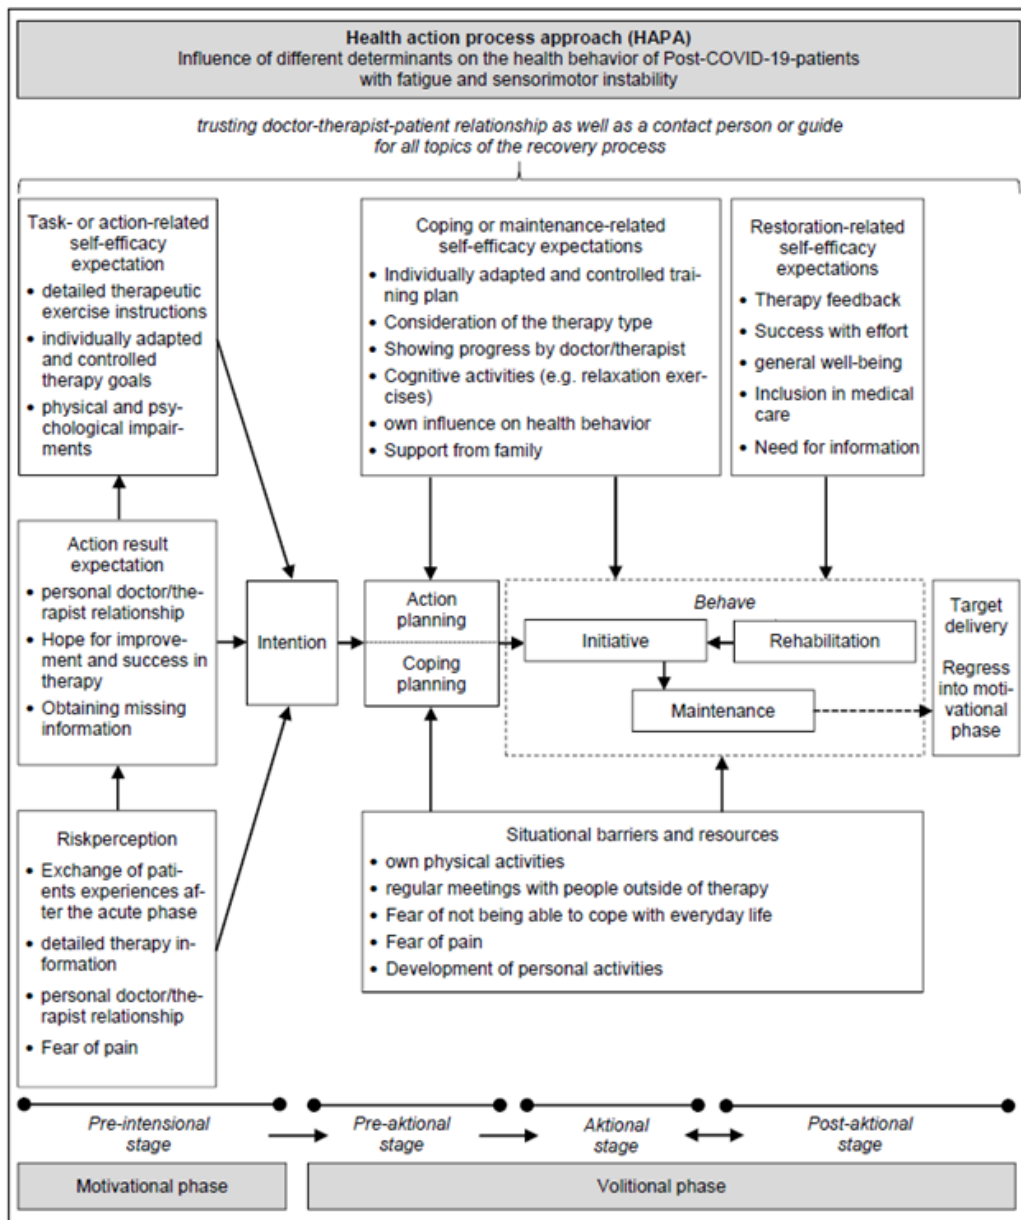 Health action process approach (HAPA)
Influence of different determinants on the health behavior of Post-COVID-19-patients
with fatigue and sensorimotor instability
trusting doctor-therapist-patient relationship as well as a contact person or guide
for all topics of the recovery process
Task- or action-related
self-efficacy
expectation
• detailed therapeutic
exercise instructions
• individually adapted
and controlled
therapy goals
• physical and psy-
chological impair-
ments
Coping or maintenance-related
self-efficacy expectations
• Individually adapted and controlled trai-
ning plan
• Consideration of the therapy type
• Showing progress by doctor/therapist
• Cognitive activities (e.g. relaxation exer-
cises)
• own influence on health behavior
• Support from family
Restoration-related
self-efficacy
expectations
• Therapy feedback
• Success with effort
• general well-being
• Inclusion in medical
care
• Need for information
Action result
expectation
• personal doctor/the-
rapist relationship
• Hope for improve-
ment and success in
therapy
• Obtaining missing
information
Intention
Action
planning
Coping
planning
Behave
Initiative
Rehabilitation
Maintenance
Target
delivery
Regress
into moti-
vational
phase
Riskperception
• Exchange of pati-
ents experiences af-
ter the acute phase
• detailed therapy in-
formation
• personal doctor/the-
rapist relationship
• Fear of pain
Situational barriers and resources
• own physical activities
• regular meetings with people outside of therapy
• Fear of not being able to cope with everyday life
• Fear of pain
• Development of personal activities
Pre-intensional
stage
Pre-aktional
stage
Aktional
stage
Post-aktional
stage
Motivational phase
Volitional phase